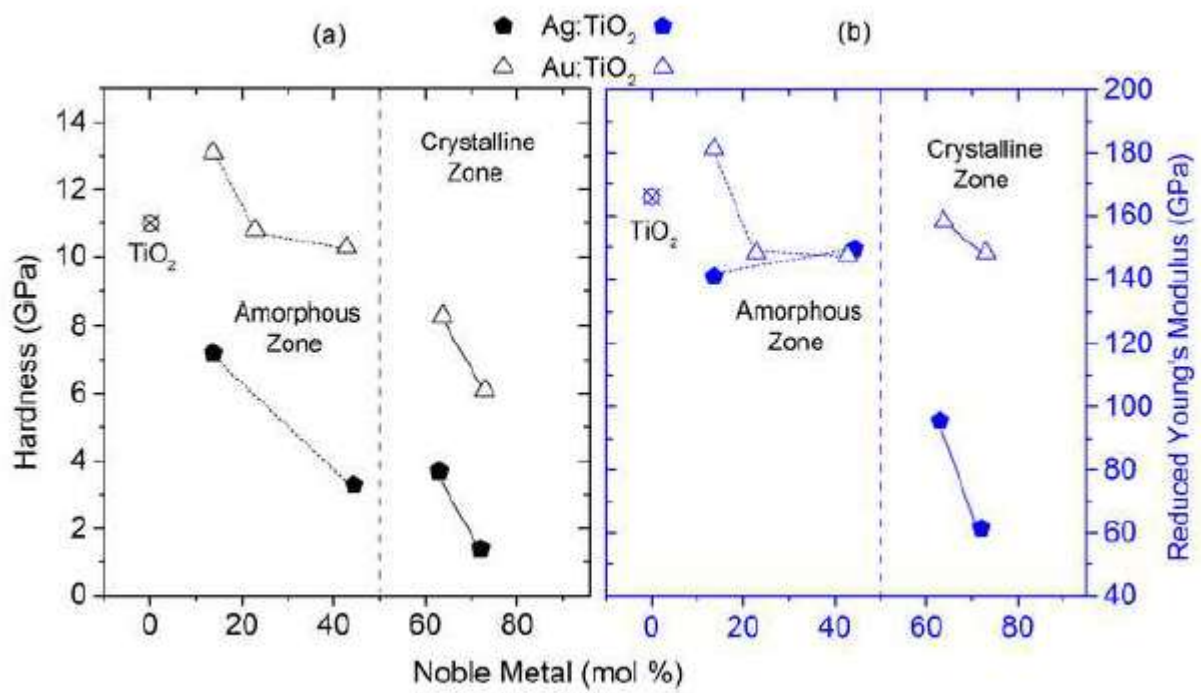 (a)
Ag:TiO₂
(b)
Au:TiO₂
Hardness (GPa)
14
12
10
8
6
4
2
0
0 20 40 60 80
TiO₂
Amorphous
Zone
Crystalline
Zone
TiO₂
Amorphous
Zone
Crystalline
Zone
0 20 40 60 80
200
180
160
140
120
100
80
60
40
Reduced Young's Modulus (GPa)
Noble Metal (mol %)